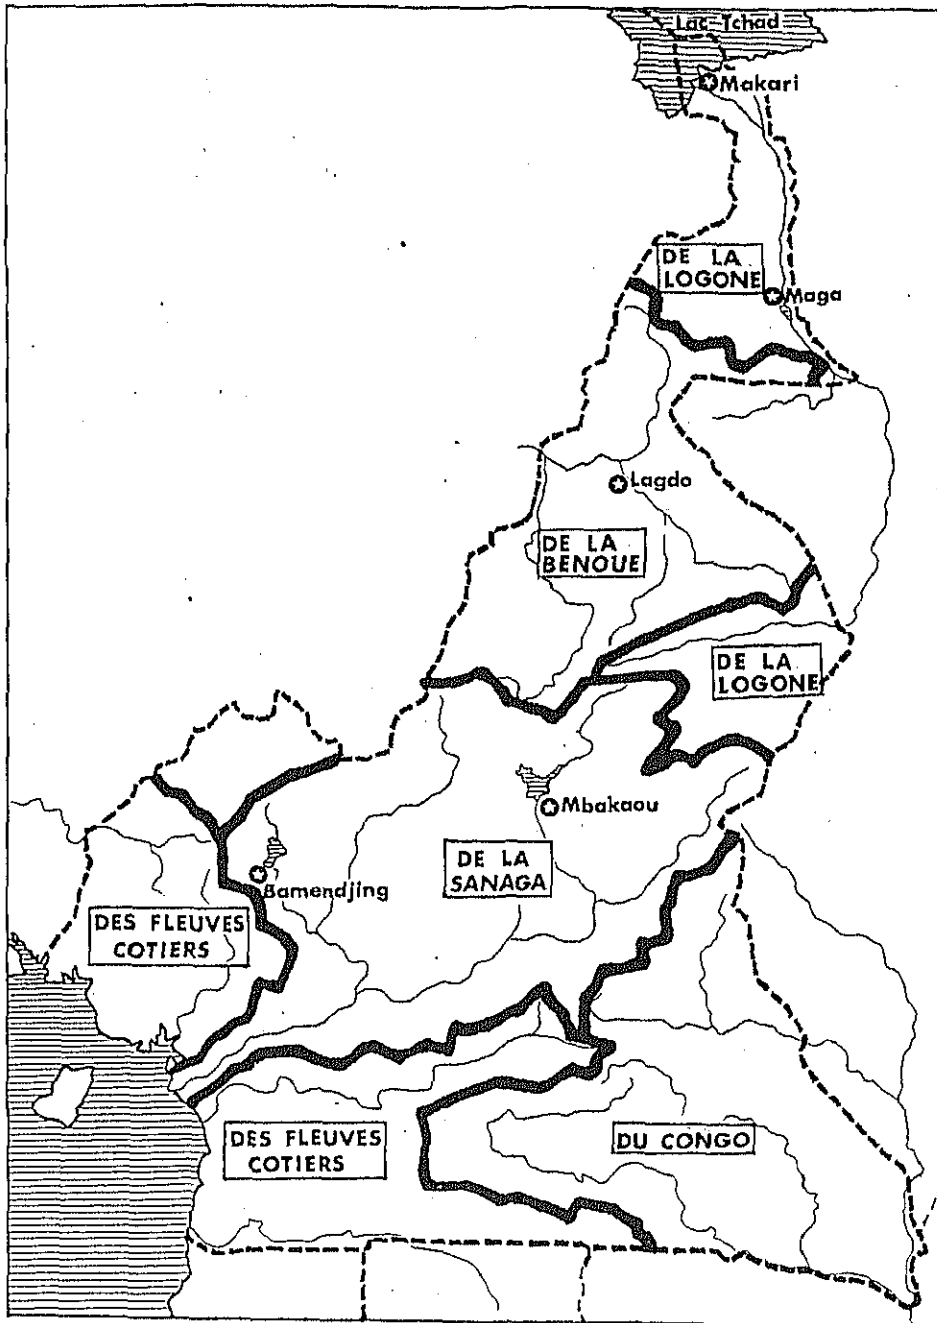 Lac Tchad
Makari
DE LA
LOGONE
Maga
Lagdo
DE LA
BENOUE
DE LA
LOGONE
Mbakaou
DE LA
SANAGA
Bamendjing
DES FLEUVES
COTIERS
DES FLEUVES
COTIERS
DU CONGO